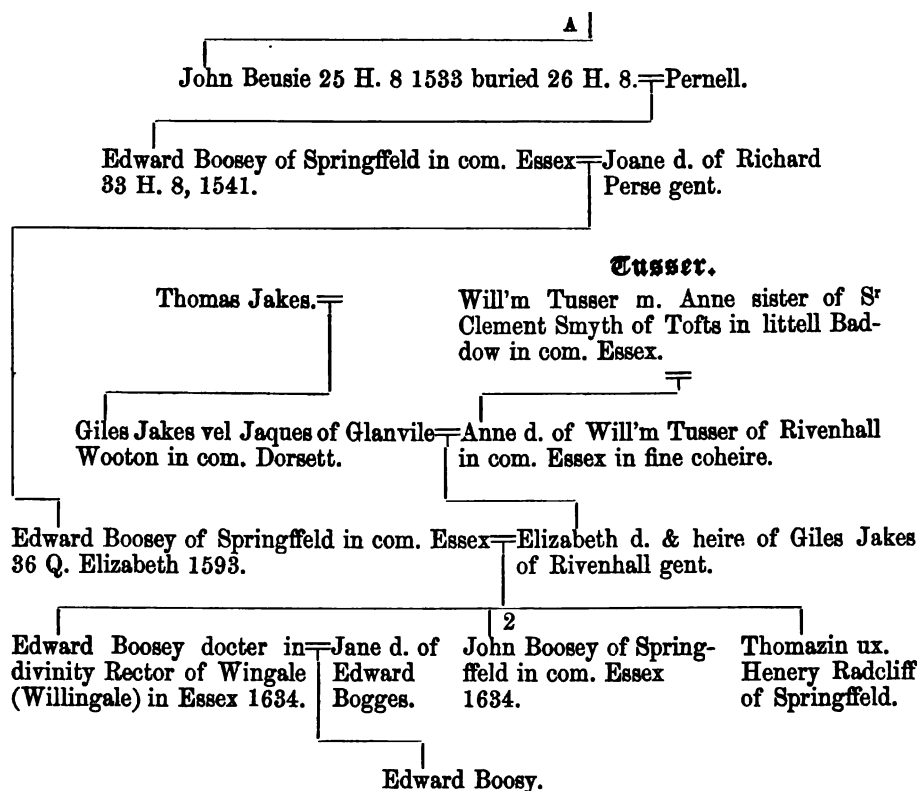 A
John Beusie 25 H. 8 1533 buried 26 H. 8.
Pernell.
Edward Boosey of Springffeld in com. Essex
33 H. 8, 1541.
Joane d. of Richard
Perse gent.
Tusser.
Thomas Jakes.
Will'm Tusser m. Anne sister of Sʳ
Clement Smyth of Tofts in littell Bad-
dow in com. Essex.
Giles Jakes vel Jaques of Glanvile
Wooton in com. Dorsett.
Anne d. of Will'm Tusser of Rivenhall
in com. Essex in fine coheire.
Edward Boosey of Springffeld in com. Essex
36 Q. Elizabeth 1593.
Elizabeth d. & heire of Giles Jakes
of Rivenhall gent.
2
Edward Boosey docter in
divinity Rector of Wingale
(Willingale) in Essex 1634.
Jane d. of
Edward
Bogges.
John Boosey of Spring-
ffeld in com. Essex
1634.
Thomazin ux.
Henery Radcliff
of Springffeld.
Edward Boosy.